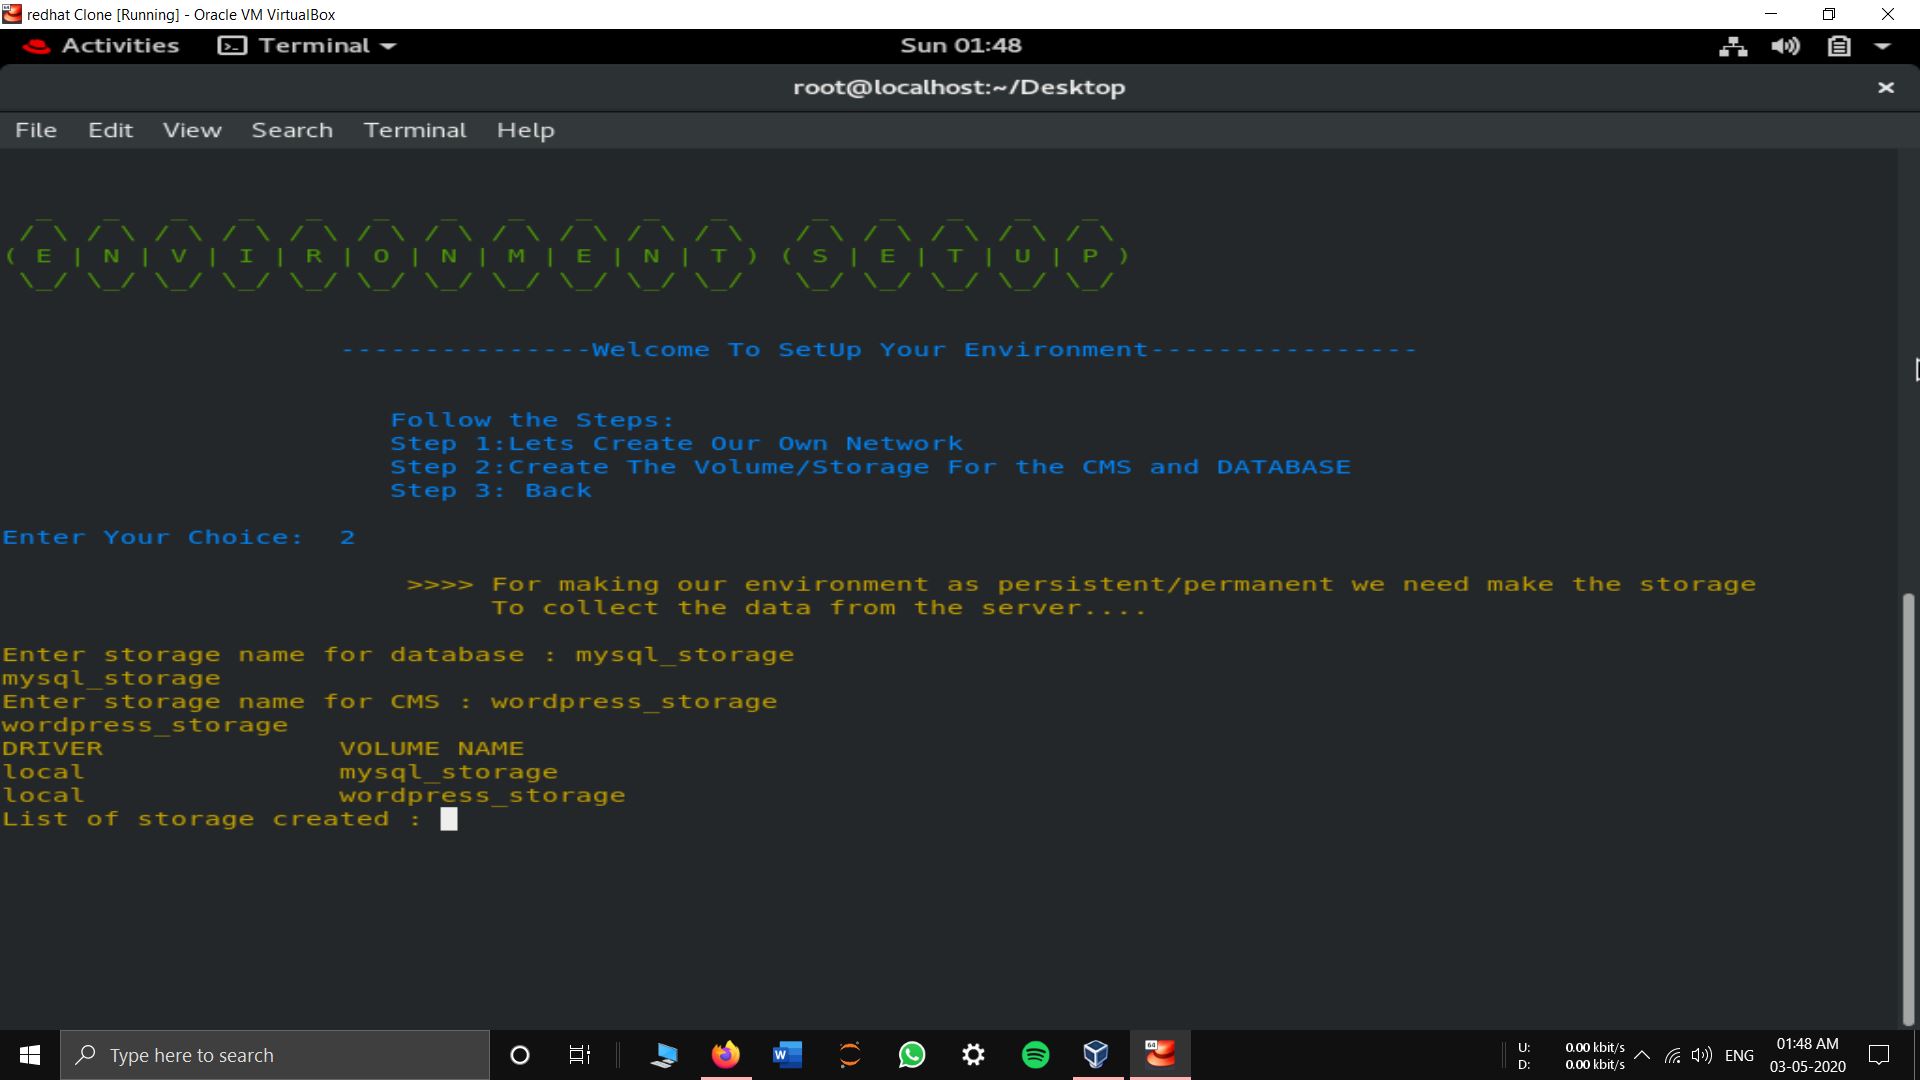 redhat Clone [Running] - Oracle VM VirtualBox
Activities Terminal Sun 01:48
root@localhost:~/Desktop
File Edit View Search Terminal Help
( E | N | V | I | R | O | N | M | E | N | T ) ( S | E | T | U | P )
---------------Welcome To SetUp Your Environment----------------
Follow the Steps:
Step 1:Lets Create Our Own Network
Step 2:Create The Volume/Storage For the CMS and DATABASE
Step 3: Back
Enter Your Choice: 2
>>>> For making our environment as persistent/permanent we need make the storage
To collect the data from the server....
Enter storage name for database : mysql_storage
mysql_storage
Enter storage name for CMS : wordpress_storage
wordpress_storage
DRIVER VOLUME NAME
local mysql_storage
local wordpress_storage
List of storage created :
Type here to search
U: 0.00 kbit/s
D: 0.00 kbit/s
ENG
01:48 AM
03-05-2020